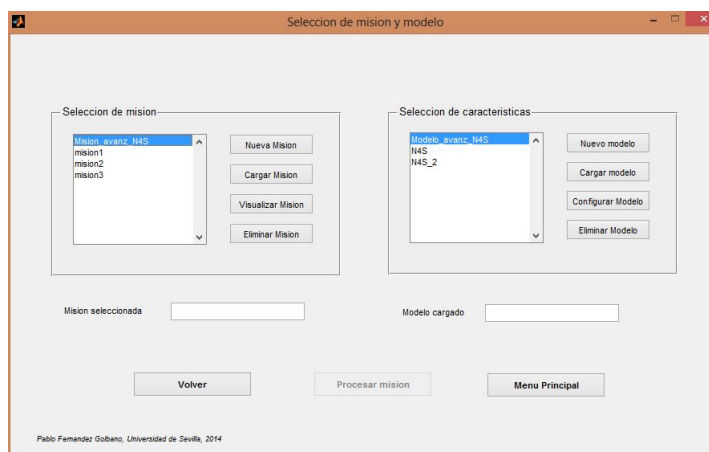 Seleccion de mision y modelo
Seleccion de mision
Mision_avanz_N4S
mision1
mision2
mision3
Nueva Mision
Cargar Mision
Visualizar Mision
Eliminar Mision
Seleccion de caracteristicas
Modelo_avanz_N4S
N4S
N4S_2
Nuevo modelo
Cargar modelo
Configurar Modelo
Eliminar Modelo
Mision seleccionada
Modelo cargado
Volver
Procesar mision
Menu Principal
Pablo Fernandez Golbano, Universidad de Sevilla, 2014